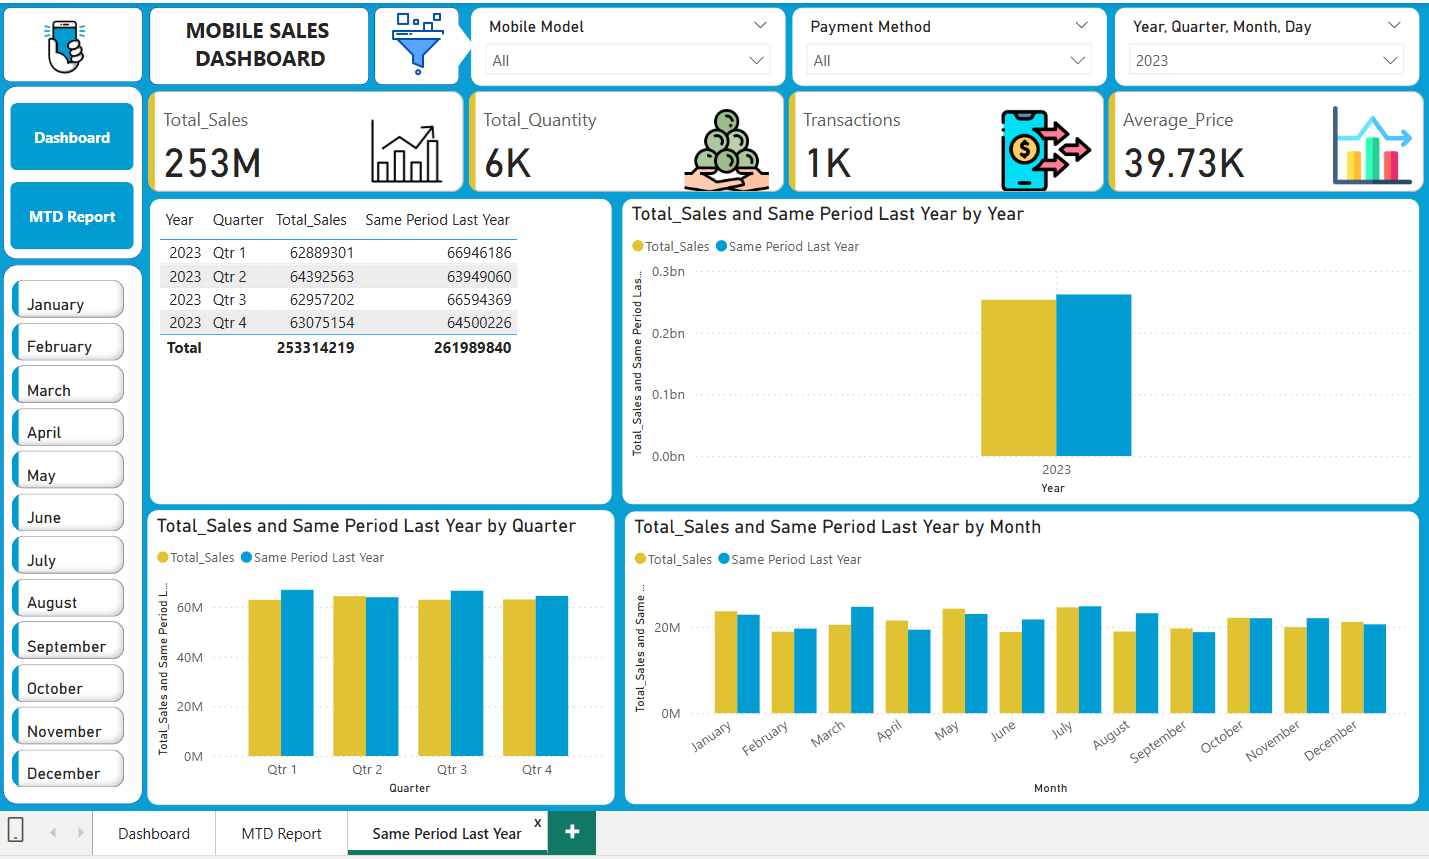 MOBILE SALES
DASHBOARD
Mobile Model
All
Payment Method
All
Year, Quarter, Month, Day
2023
Dashboard
MTD Report
January
February
March
April
May
June
July
August
September
October
November
December
Total_Sales
253M
Total_Quantity
6K
Transactions
1K
Average_Price
39.73K
Year Quarter Total_Sales Same Period Last Year
2023 Qtr 1 62889301 66946186
2023 Qtr 2 64392563 63949060
2023 Qtr 3 62957202 66594369
2023 Qtr 4 63075154 64500226
Total 253314219 261989840
Total_Sales and Same Period Last Year by Year
Total_Sales Same Period Last Year
Total_Sales and Same Period Las...
0.3bn
0.2bn
0.1bn
0.0bn
2023
Year
Total_Sales and Same Period Last Year by Quarter
Total_Sales Same Period Last Year
Total_Sales and Same Period L...
60M
40M
20M
0M
Qtr 1 Qtr 2 Qtr 3 Qtr 4
Quarter
Total_Sales and Same Period Last Year by Month
Total_Sales Same Period Last Year
Total_Sales and Same ...
20M
0M
January February March April May June July August September October November December
Month
Dashboard MTD Report Same Period Last Year x +